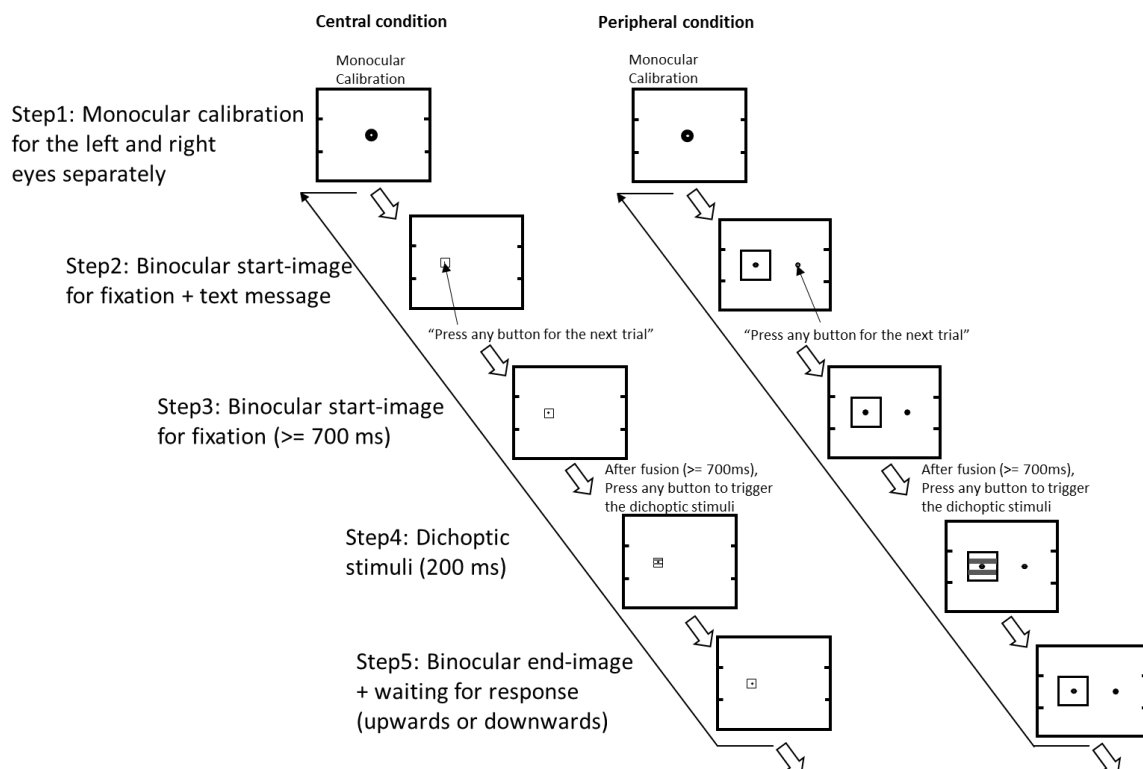 Central condition
Peripheral condition
Monocular
Calibration
Monocular
Calibration
Step1: Monocular calibration
for the left and right
eyes separately
Step2: Binocular start-image
for fixation + text message
“Press any button for the next trial”
“Press any button for the next trial”
Step3: Binocular start-image
for fixation (>= 700 ms)
After fusion (>= 700ms),
Press any button to trigger
the dichoptic stimuli
After fusion (>= 700ms),
Press any button to trigger
the dichoptic stimuli
Step4: Dichoptic
stimuli (200 ms)
Step5: Binocular end-image
+ waiting for response
(upwards or downwards)